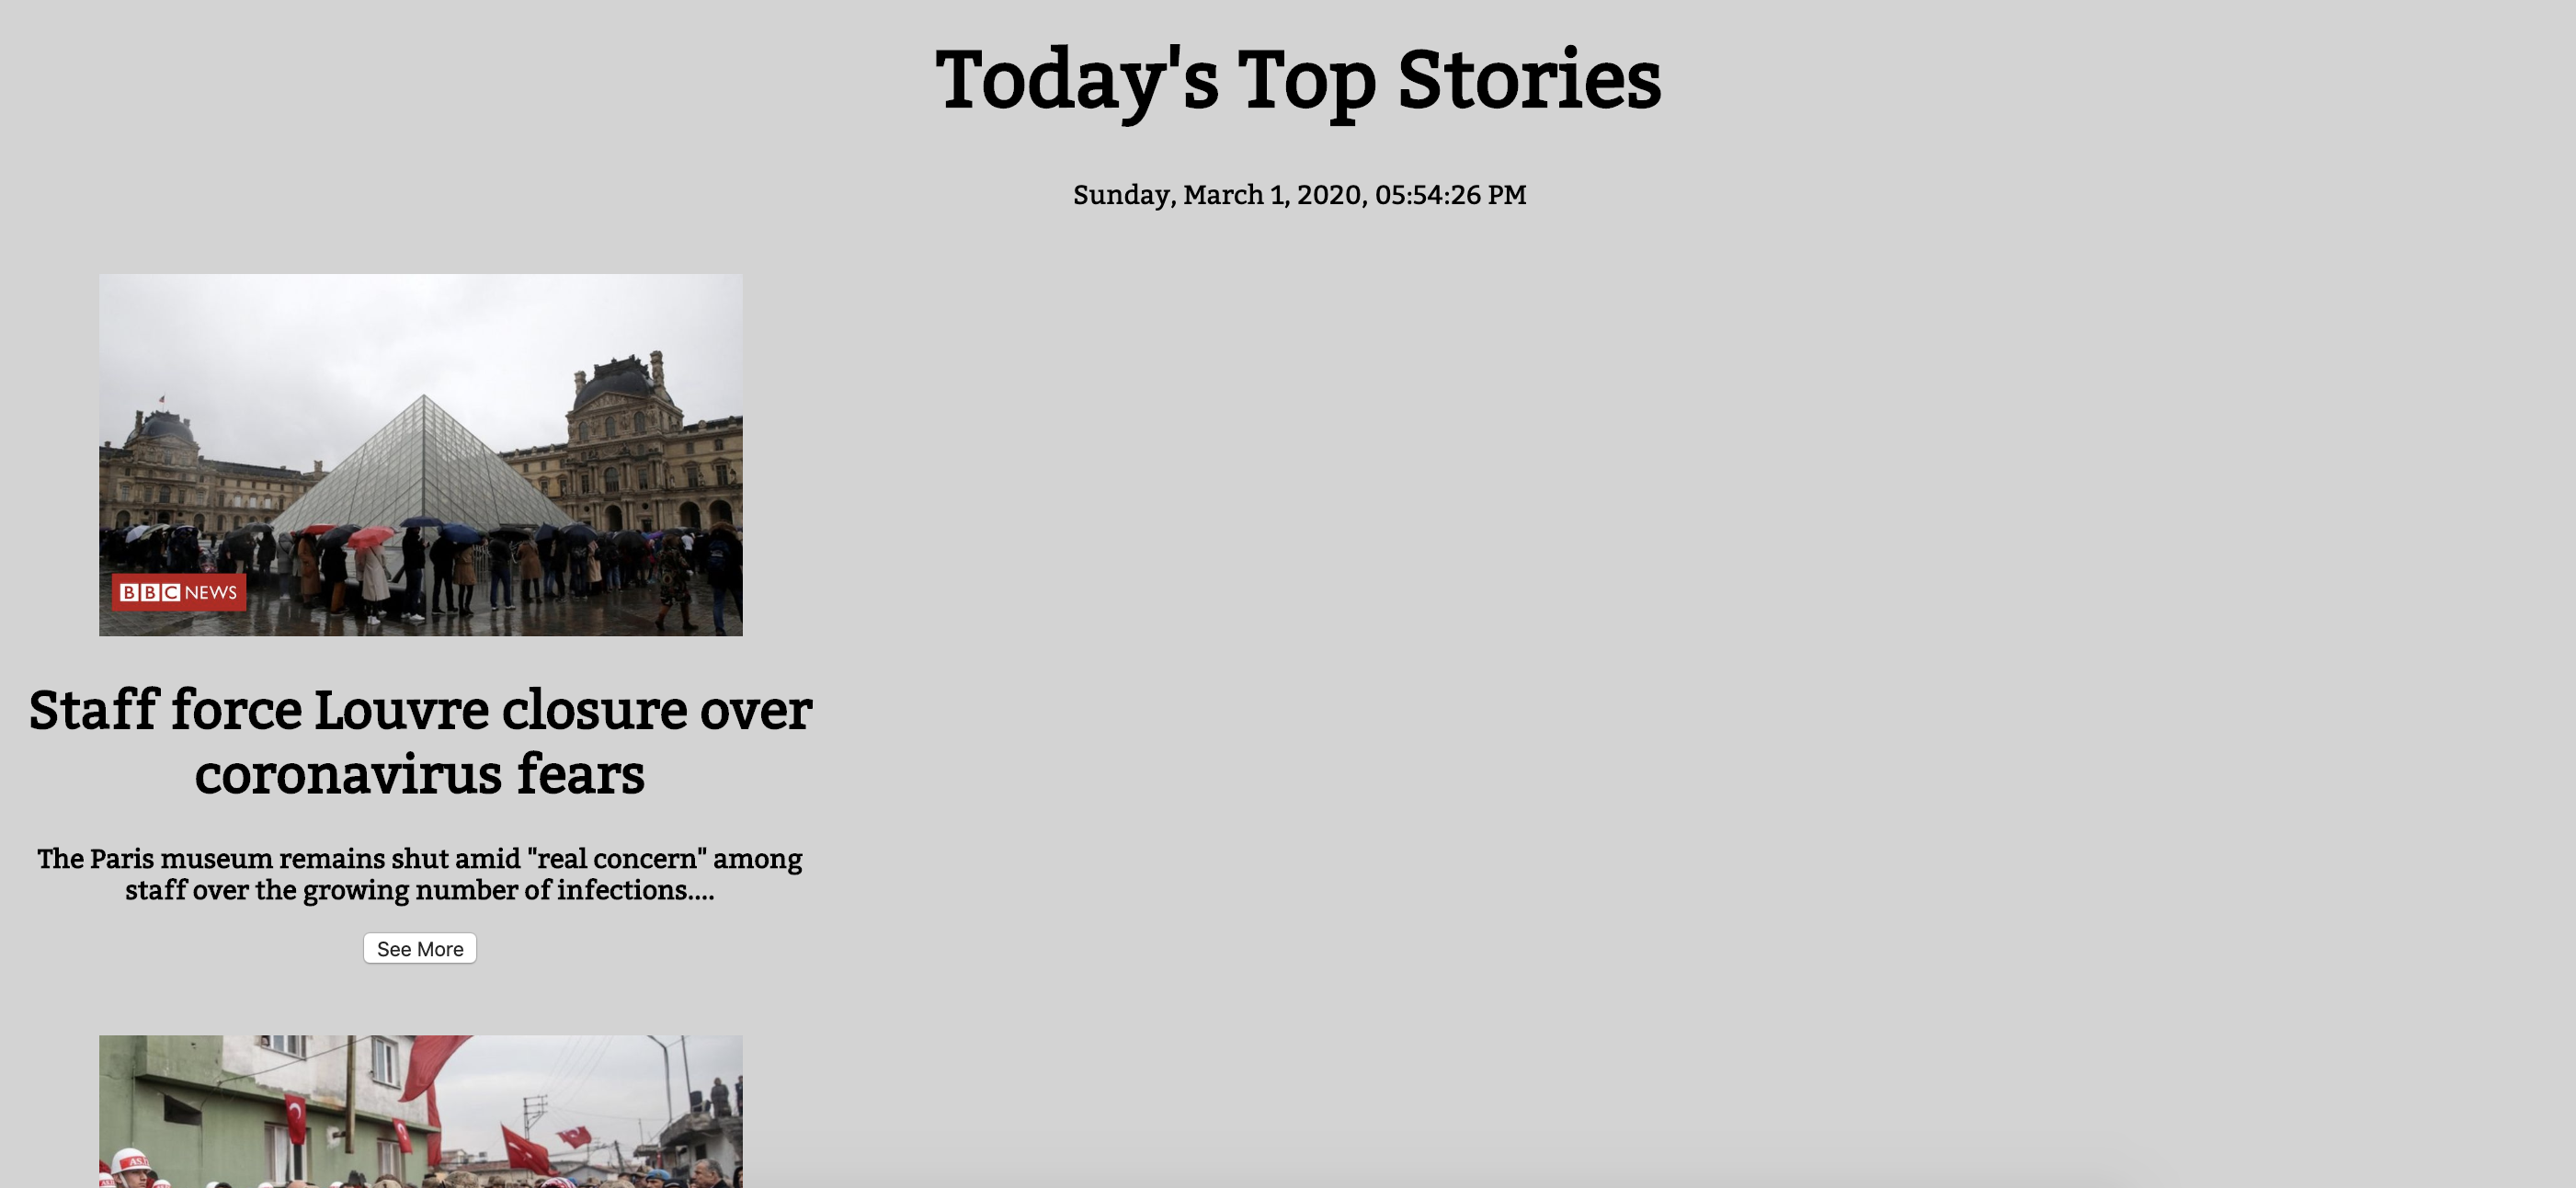 Today's Top Stories
Sunday, March 1, 2020, 05:54:26 PM
BBC NEWS
Staff force Louvre closure over
coronavirus fears
The Paris museum remains shut amid "real concern" among
staff over the growing number of infections....
See More